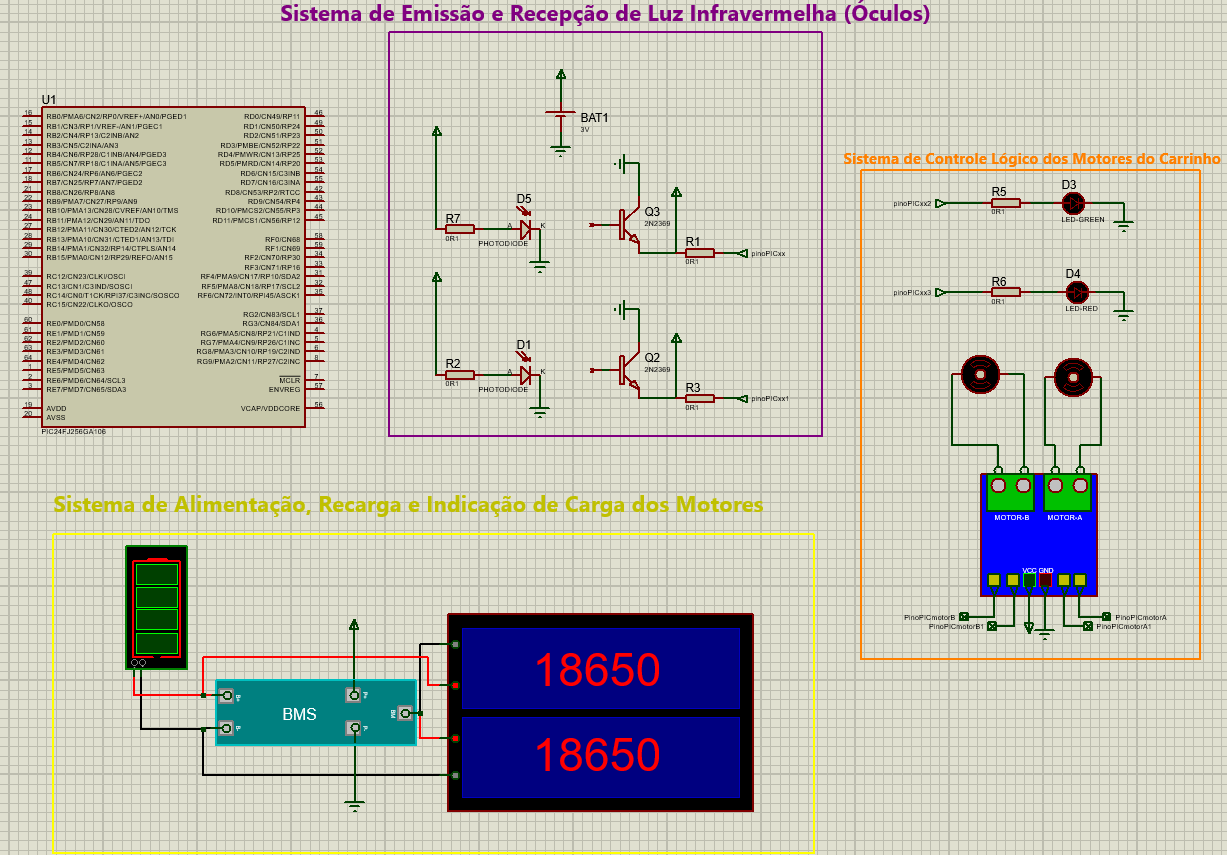 Sistema de Emissão e Recepção de Luz Infravermelha (Óculos)
U1
16 RB0/PMA6/CN2/RP0/VREF+/AN0/PGED1 RD0/CN49/RP11 46
15 RB1/CN3/RP1/VREF-/AN1/PGEC1 RD1/CN50/RP24 49
14 RB2/CN4/RP13/C2INB/AN2 RD2/CN51/RP23 50
13 RB3/CN5/C2INA/AN3 RD3/PMBE/CN52/RP22 51
12 RB4/CN6/RP28/C1INB/AN4/PGED3 RD4/PMWR/CN13/RP25 52
11 RB5/CN7/RP18/C1INA/AN5/PGEC3 RD5/PMRD/CN14/RP20 53
17 RB6/CN24/RP6/AN6/PGEC2 RD6/CN15/C3INB 54
18 RB7/CN25/RP7/AN7/PGED2 RD7/CN16/C3INA 55
21 RB8/CN26/RP8/AN8 RD8/CN53/RP2/RTCC 42
22 RB9/PMA7/CN27/RP9/AN9 RD9/CN54/RP4 43
23 RB10/PMA13/CN28/CVREF/AN10/TMS RD10/PMCS2/CN55/RP3 44
24 RB11/PMA12/CN29/AN11/TDO RD11/PMCS1/CN56/RP12 45
27 RB12/PMA11/CN30/CTED2/AN12/TCK
28 RB13/PMA10/CN31/CTED1/AN13/TDI RF0/CN68 58
29 RB14/PMA1/CN32/RP14/CTPLS/AN14 RF1/CN69 59
30 RB15/PMA0/CN12/RP29/REFO/AN15 RF2/CN70/RP30 34
RF3/CN71/RP16 33
39 RC12/CN23/CLKI/OSCI RF4/PMA9/CN17/RP10/SDA2 31
47 RC13/CN1/C3IND/SOSCI RF5/PMA8/CN18/RP17/SCL2 32
48 RC14/CN0/T1CK/RPI37/C3INC/SOSCO RF6/CN72/INT0/RPI45/ASCK1 35
40 RC15/CN22/CLKO/OSCO
RG2/CN83/SCL1 37
60 RE0/PMD0/CN58 RG3/CN84/SDA1 36
61 RE1/PMD1/CN59 RG6/PMA5/CN8/RP21/C1IND 4
62 RE2/PMD2/CN60 RG7/PMA4/CN9/RP26/C1INC 5
63 RE3/PMD3/CN61 RG8/PMA3/CN10/RP19/C2IND 6
64 RE4/PMD4/CN62 RG9/PMA2/CN11/RP27/C2INC 8
1 RE5/PMD5/CN63
2 RE6/PMD6/CN64/SCL3 MCLR 7
3 RE7/PMD7/CN65/SDA3 ENVREG 57
19 AVDD VCAP/VDDCORE 56
20 AVSS
PIC24FJ256GA106
BAT1
3V
D5
A K
PHOTODIODE
R7
0R1
Q3
2N2369
R1
0R1
pinoPICxx
D1
A K
PHOTODIODE
R2
0R1
Q2
2N2369
R3
0R1
pinoPICxx1
Sistema de Controle Lógico dos Motores do Carrinho
pinoPICxx2
R5
0R1
D3
LED-GREEN
pinoPICxx3
R6
0R1
D4
LED-RED
MOTOR-B MOTOR-A
VCC GND
PinoPICmotorB PinoPICmotorA
PinoPICmotorB1 PinoPICmotorA1
Sistema de Alimentação, Recarga e Indicação de Carga dos Motores
BMS
18650
18650